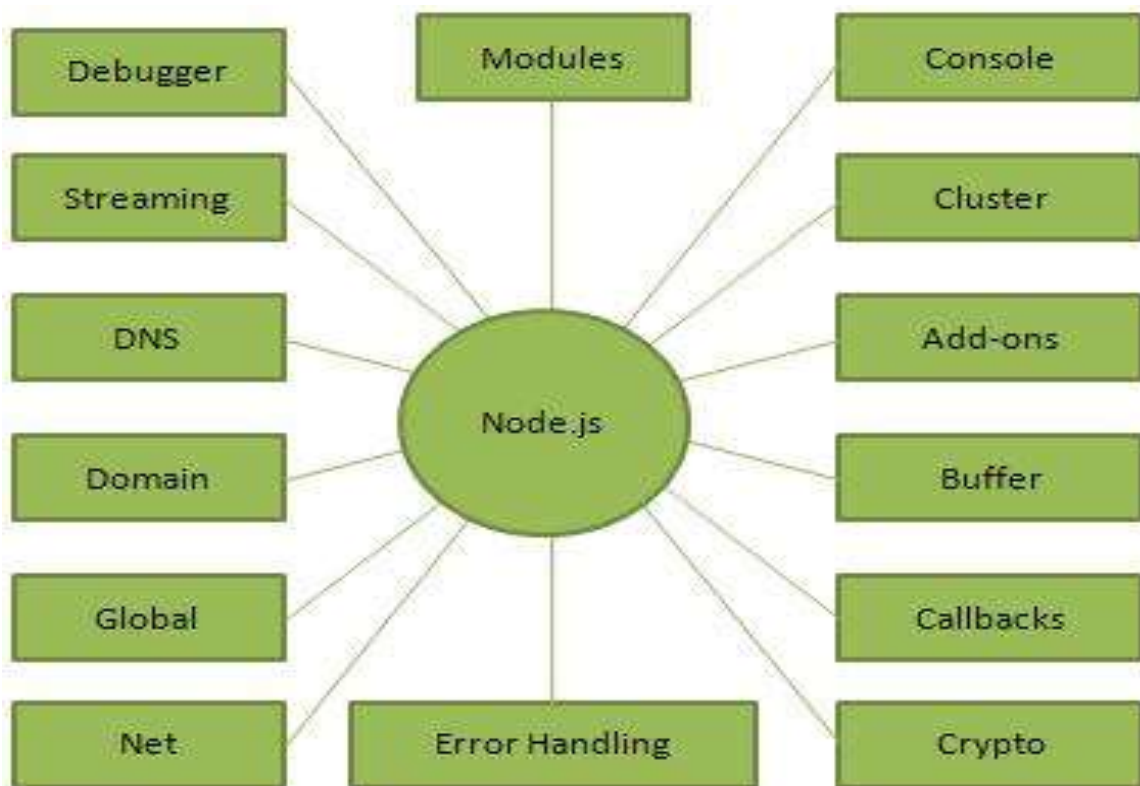 Debugger
Modules
Console
Streaming
Cluster
DNS
Add-ons
Node.js
Domain
Buffer
Global
Callbacks
Net
Error Handling
Crypto